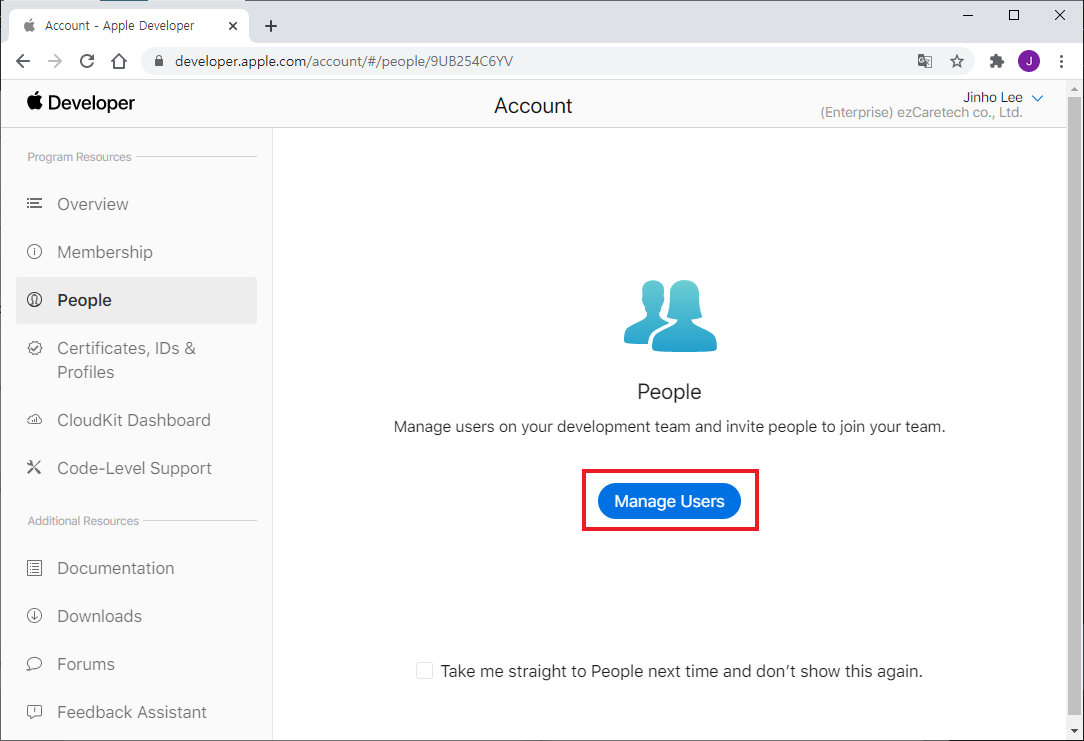 Account - Apple Developer
developer.apple.com/account/#/people/9UB254C6YV
J
Developer
Account
Jinho Lee
(Enterprise) ezCaretech co., Ltd.
Program Resources
Overview
Membership
People
Certificates, IDs &
Profiles
CloudKit Dashboard
Code-Level Support
Additional Resources
Documentation
Downloads
Forums
Feedback Assistant
People
Manage users on your development team and invite people to join your team.
Manage Users
Take me straight to People next time and don’t show this again.